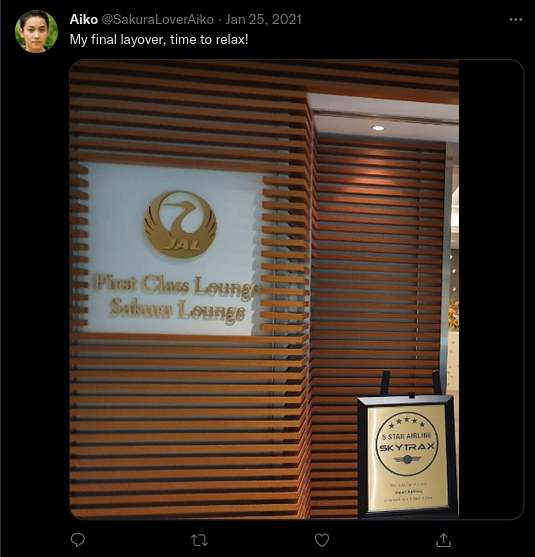 Aiko @SakuraLoverAiko · Jan 25, 2021
My final layover, time to relax!
JAL
First Class Lounge
Sakura Lounge
5 STAR AIRLINE
SKYTRAX
Japan Airlines